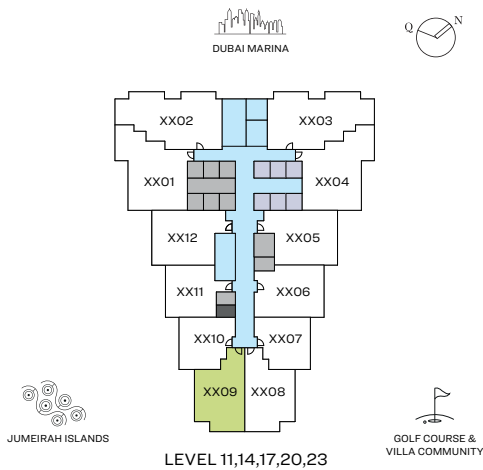 DUBAI MARINA
Q N
XX02 XX03
XX01 XX04
XX12 XX05
XX11 XX06
XX10 XX07
XX09 XX08
JUMEIRAH ISLANDS
GOLF COURSE &
VILLA COMMUNITY
LEVEL 11,14,17,20,23